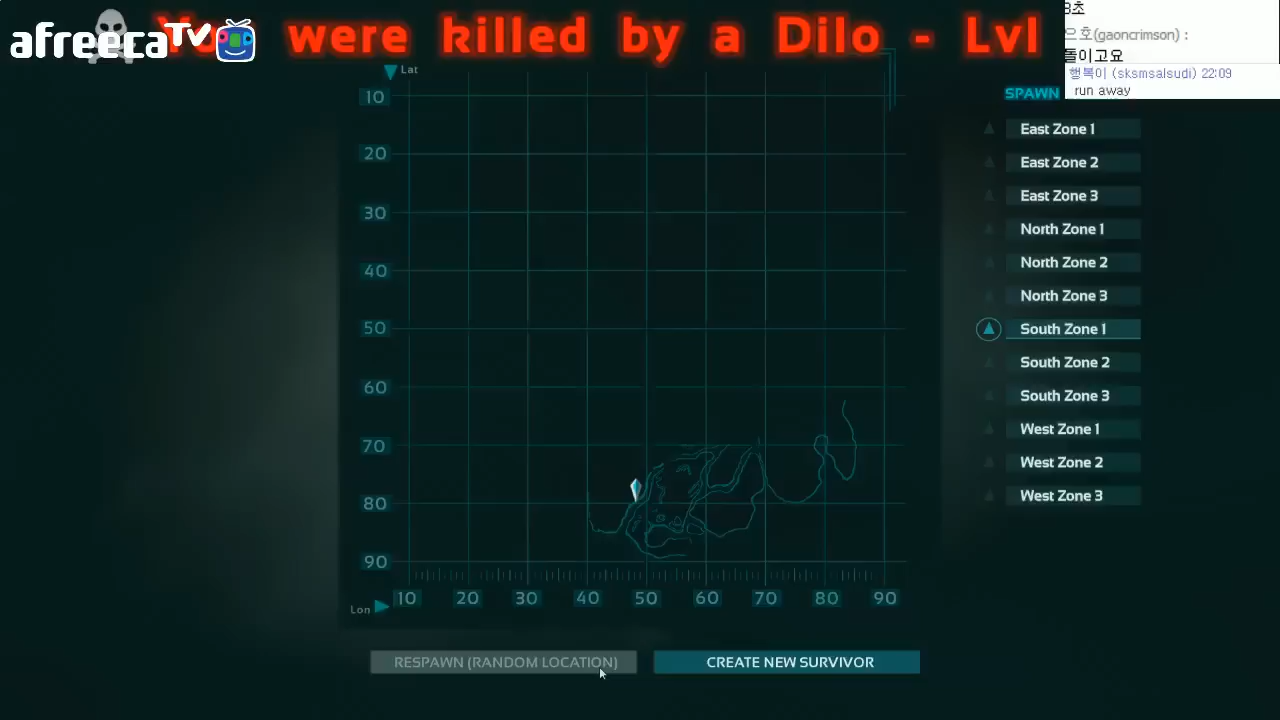 afreecaTV
were killed by a Dilo - Lvl
8초
으호(gaoncrimson) :
돌이고요
행복이 (sksmsalsudi) 22:09
run away
Lat
10
20
30
40
50
60
70
80
90
Lon
10 20 30 40 50 60 70 80 90
SPAWN
East Zone 1
East Zone 2
East Zone 3
North Zone 1
North Zone 2
North Zone 3
South Zone 1
South Zone 2
South Zone 3
West Zone 1
West Zone 2
West Zone 3
RESPAWN (RANDOM LOCATION)
CREATE NEW SURVIVOR